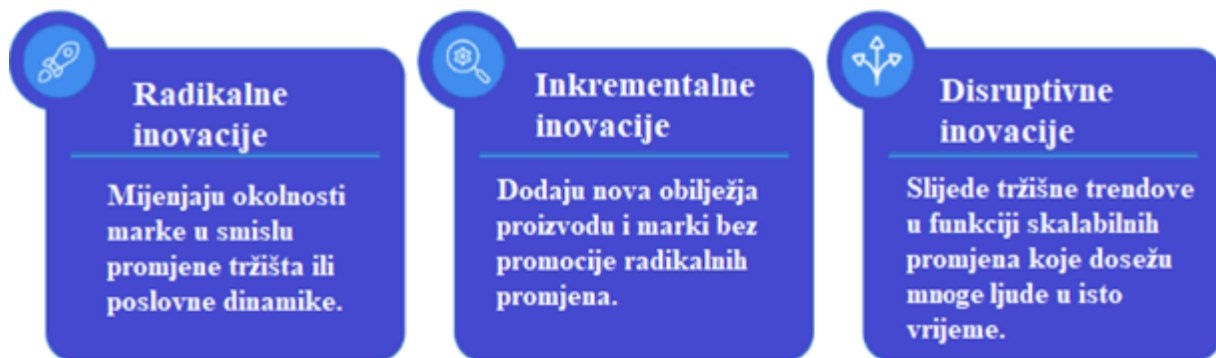 Radikalne
inovacije
Mijenjaju okolnosti
marke u smislu
promjene tržišta ili
poslovne dinamike.
Inkrementalne
inovacije
Dodaju nova obilježja
proizvodu i marki bez
promocije radikalnih
promjena.
Disruptivne
inovacije
Slijede tržišne trendove
u funkciji skalabilnih
promjena koje dosežu
mnoge ljude u isto
vrijeme.